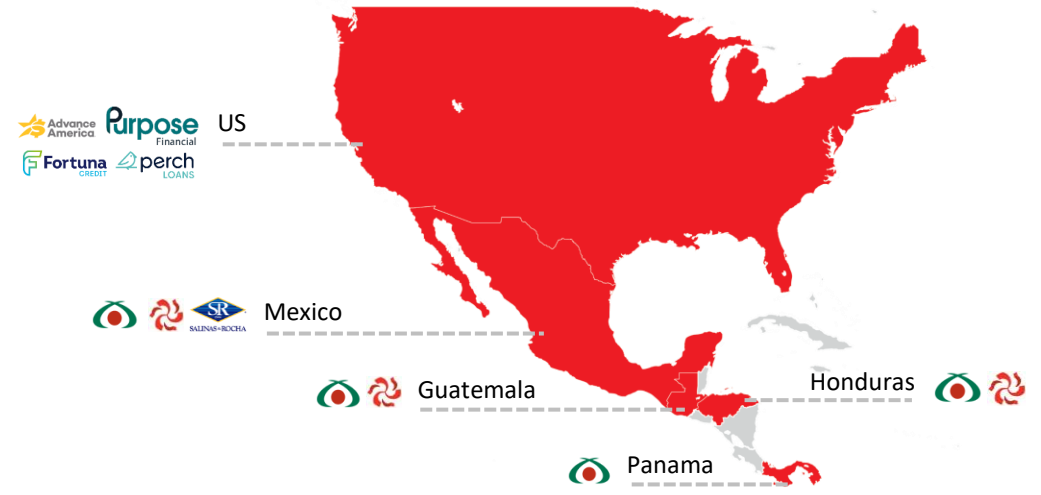 Advance
America
Purpose
Financial
US
Fortuna
CREDIT
perch
LOANS
SR
SALINAS & ROCHA
Mexico
Guatemala
Honduras
Panama